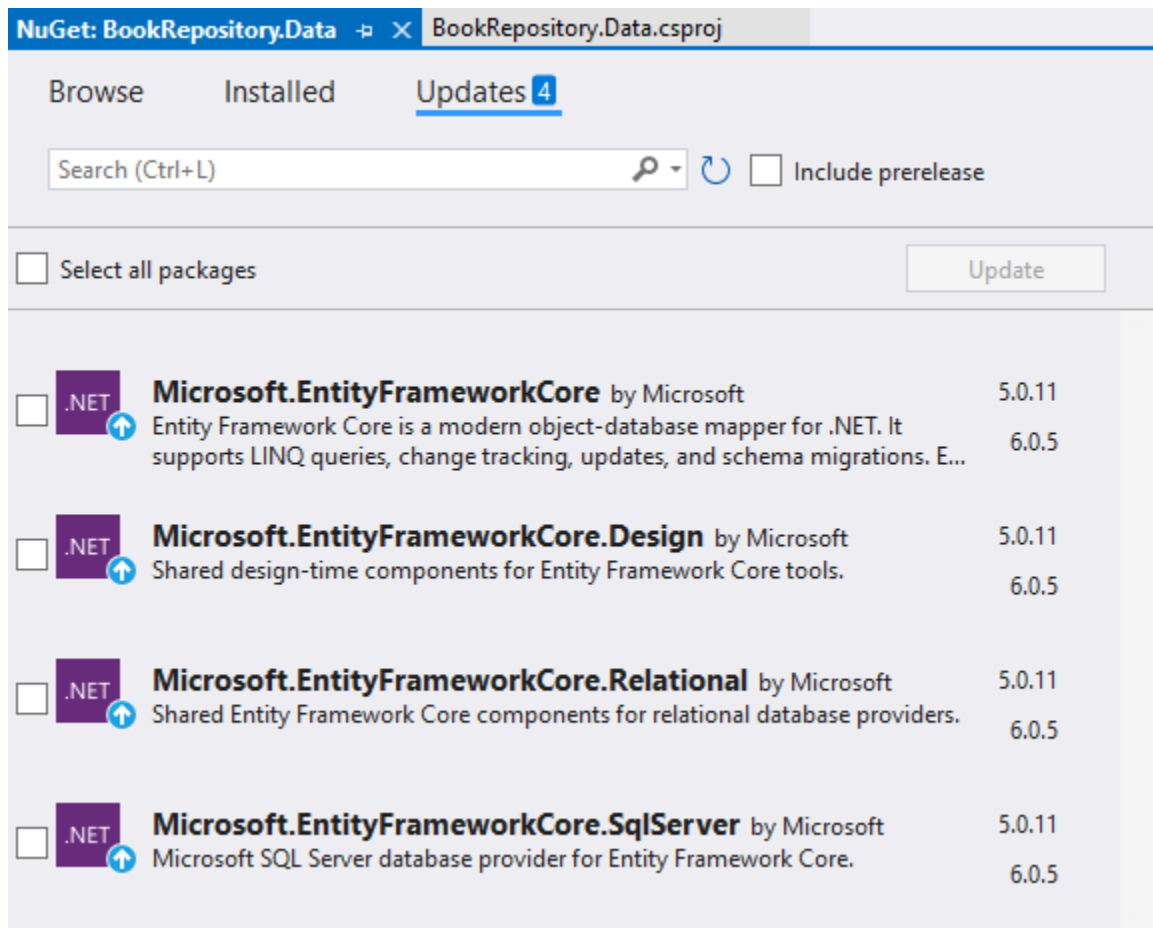 NuGet: BookRepository.Data BookRepository.Data.csproj
Browse Installed Updates 4
Search (Ctrl+L) Include prerelease
Select all packages Update
.NET Microsoft.EntityFrameworkCore by Microsoft 5.0.11
Entity Framework Core is a modern object-database mapper for .NET. It
supports LINQ queries, change tracking, updates, and schema migrations. E... 6.0.5
.NET Microsoft.EntityFrameworkCore.Design by Microsoft 5.0.11
Shared design-time components for Entity Framework Core tools.
6.0.5
.NET Microsoft.EntityFrameworkCore.Relational by Microsoft 5.0.11
Shared Entity Framework Core components for relational database providers.
6.0.5
.NET Microsoft.EntityFrameworkCore.SqlServer by Microsoft 5.0.11
Microsoft SQL Server database provider for Entity Framework Core.
6.0.5